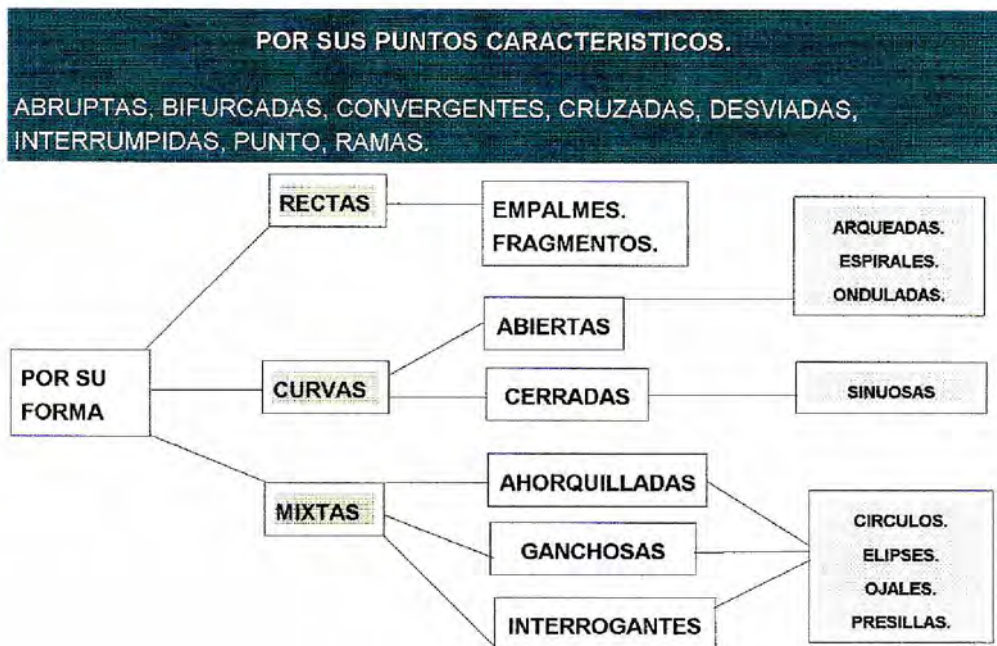 POR SUS PUNTOS CARACTERISTICOS.
ABRUPTAS, BIFURCADAS, CONVERGENTES, CRUZADAS, DESVIADAS,
INTERRUMPIDAS, PUNTO, RAMAS.
POR SU
FORMA
RECTAS
EMPALMES.
FRAGMENTOS.
CURVAS
ABIERTAS
ARQUEADAS.
ESPIRALES.
ONDULADAS.
CERRADAS
SINUOSAS
MIXTAS
AHORQUILLADAS
GANCHOSAS
INTERROGANTES
CIRCULOS.
ELIPSES.
OJALES.
PRESILLAS.